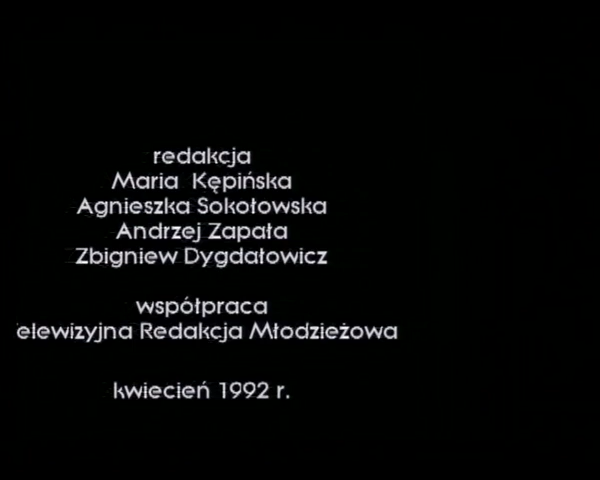 redakcja
Maria Kępińska
Agnieszka Sokołowska
Andrzej Zapała
Zbigniew Dygdałowicz
współpraca
elewizyjna Redakcja Młodzieżowa
kwiecień 1992 r.